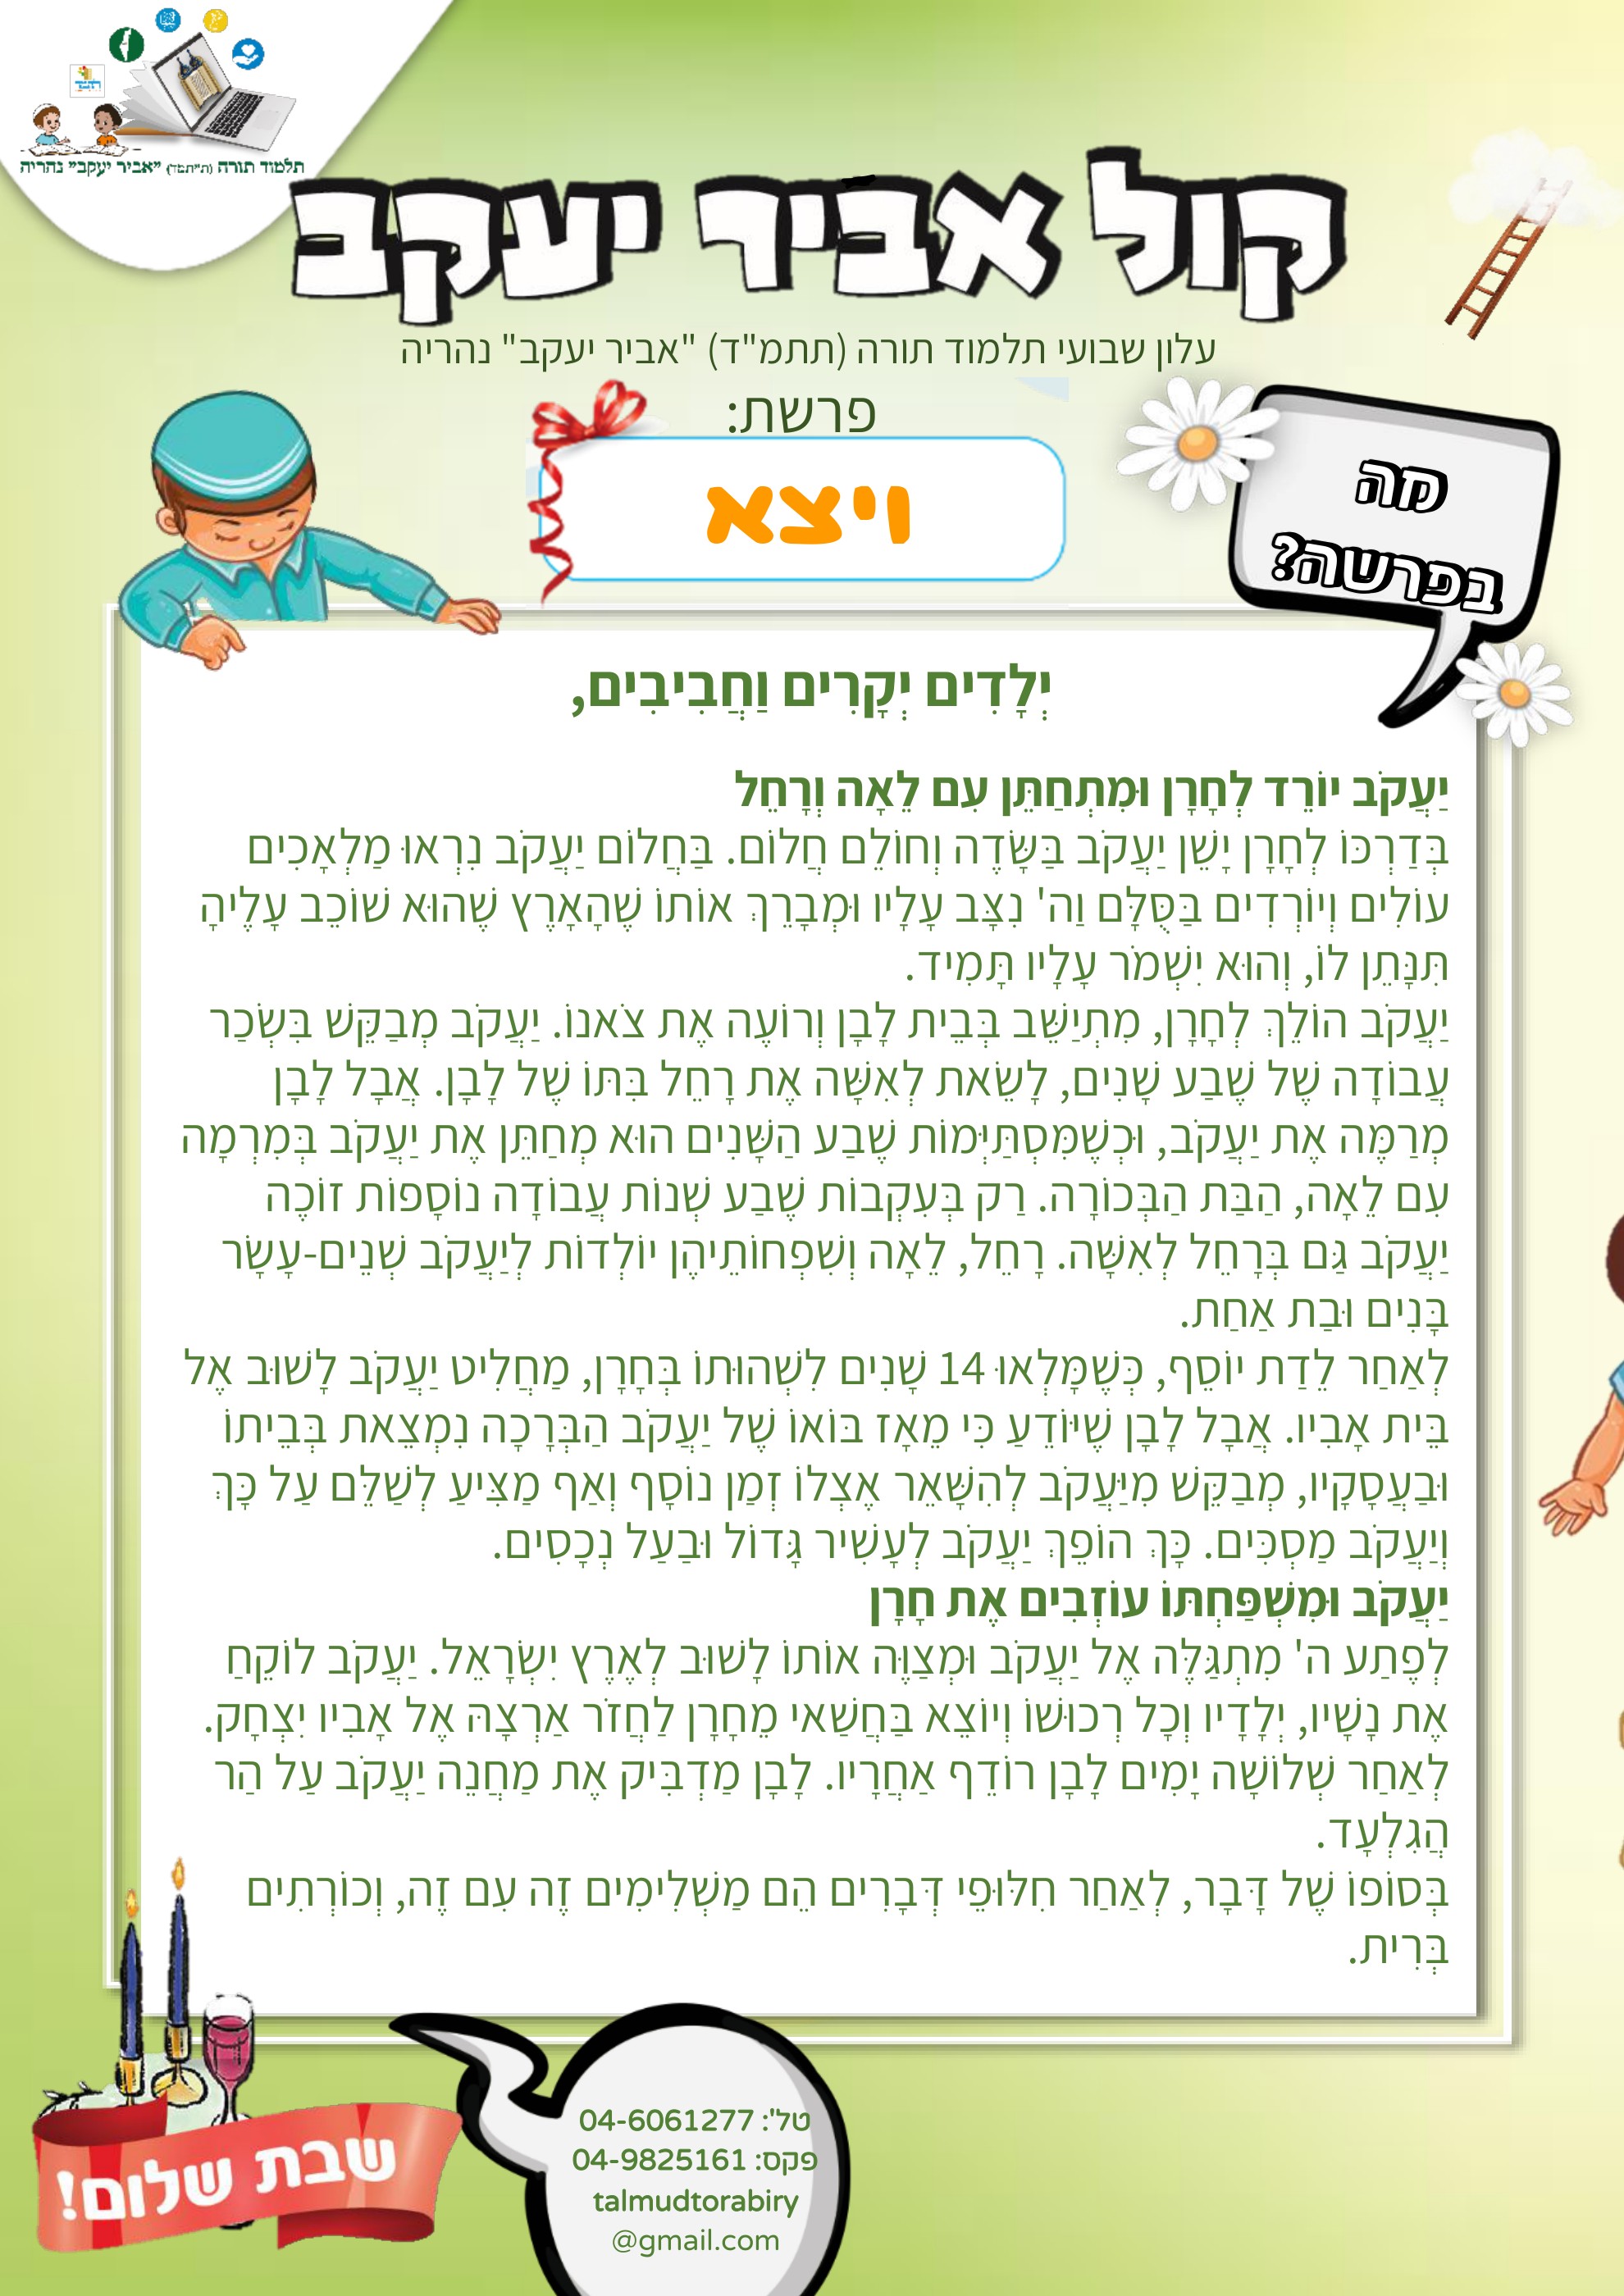 תלמוד תורה (תתמ"ד) "אביר יעקב" נהריה
קול אביר יעקב
עלון שבועי תלמוד תורה (תתמ"ד) "אביר יעקב" נהריה
פרשת:
ויצא
מה
בפרשה?
יְלָדִים יְקָרִים וַחֲבִיבִים,
יַעֲקֹב יוֹרֵד לְחָרָן וּמִתְחַתֵּן עִם לֵאָה וְרָחֵל
בְּדַרְכּוֹ לְחָרָן יָשֵׁן יַעֲקֹב בַּשָּׂדֶה וְחוֹלֵם חֲלוֹם. בַּחֲלוֹם יַעֲקֹב נִרְאוּ מַלְאָכִים
עוֹלִים וְיוֹרְדִים בַּסֻּלָּם וַה' נִצָּב עָלָיו וּמְבָרֵךְ אוֹתוֹ שֶׁהָאָרֶץ שֶׁהוּא שׁוֹכֵב עָלֶיהָ
תִּנָּתֵן לוֹ, וְהוּא יִשְׁמֹר עָלָיו תָּמִיד.
יַעֲקֹב הוֹלֵךְ לְחָרָן, מִתְיַשֵּׁב בְּבֵית לָבָן וְרוֹעֶה אֶת צֹאנוֹ. יַעֲקֹב מְבַקֵּשׁ בִּשְׂכַר
עֲבוֹדָה שֶׁל שֶׁבַע שָׁנִים, לָשֵׂאת לְאִשָּׁה אֶת רָחֵל בִּתּוֹ שֶׁל לָבָן. אֲבָל לָבָן
מְרַמֶּה אֶת יַעֲקֹב, וּכְשֶׁמִּסְתַּיְּמוֹת שֶׁבַע הַשָּׁנִים הוּא מְחַתֵּן אֶת יַעֲקֹב בְּמִרְמָה
עִם לֵאָה, הַבַּת הַבְּכוֹרָה. רַק בְּעִקְבוֹת שֶׁבַע שְׁנוֹת עֲבוֹדָה נוֹסָפוֹת זוֹכֶה
יַעֲקֹב גַּם בְּרָחֵל לְאִשָּׁה. רָחֵל, לֵאָה וְשִׁפְחוֹתֵיהֶן יוֹלְדוֹת לְיַעֲקֹב שְׁנֵים-עָשָׂר
בָּנִים וּבַת אַחַת.
לְאַחַר לֵדַת יוֹסֵף, כְּשֶׁמָּלְאוּ 14 שָׁנִים לִשְׁהוּתוֹ בְּחָרָן, מַחֲלִיט יַעֲקֹב לָשׁוּב אֶל
בֵּית אָבִיו. אֲבָל לָבָן שֶׁיּוֹדֵעַ כִּי מֵאָז בּוֹאוֹ שֶׁל יַעֲקֹב הַבְּרָכָה נִמְצֵאת בְּבֵיתוֹ
וּבַעֲסָקָיו, מְבַקֵּשׁ מִיַּעֲקֹב לְהִשָּׁאֵר אֶצְלוֹ זְמַן נוֹסָף וְאַף מַצִּיעַ לְשַׁלֵּם עַל כָּךְ
וְיַעֲקֹב מַסְכִּים. כָּךְ הוֹפֵךְ יַעֲקֹב לְעָשִׁיר גָּדוֹל וּבַעַל נְכָסִים.
יַעֲקֹב וּמִשְׁפַּחְתּוֹ עוֹזְבִים אֶת חָרָן
לְפֶתַע ה' מִתְגַּלֶּה אֶל יַעֲקֹב וּמְצַוֶּה אוֹתוֹ לָשׁוּב לְאֶרֶץ יִשְׂרָאֵל. יַעֲקֹב לוֹקֵחַ
אֶת נָשָׁיו, יְלָדָיו וְכָל רְכוּשׁוֹ וְיוֹצֵא בַּחֲשַׁאי מֵחָרָן לַחֲזֹר אַרְצָהּ אֶל אָבִיו יִצְחָק.
לְאַחַר שְׁלוֹשָׁה יָמִים לָבָן רוֹדֵף אַחֲרָיו. לָבָן מַדְבִּיק אֶת מַחֲנֵה יַעֲקֹב עַל הַר
הֲגִלְעָד.
בְּסוֹפוֹ שֶׁל דָּבָר, לְאַחַר חִלּוּפֵי דְּבָרִים הֵם מַשְׁלִימִים זֶה עִם זֶה, וְכוֹרְתִים
בְּרִית.
שבת שלום!
טל': 04-6061277
פקס: 04-9825161
talmudtorabiry
@gmail.com